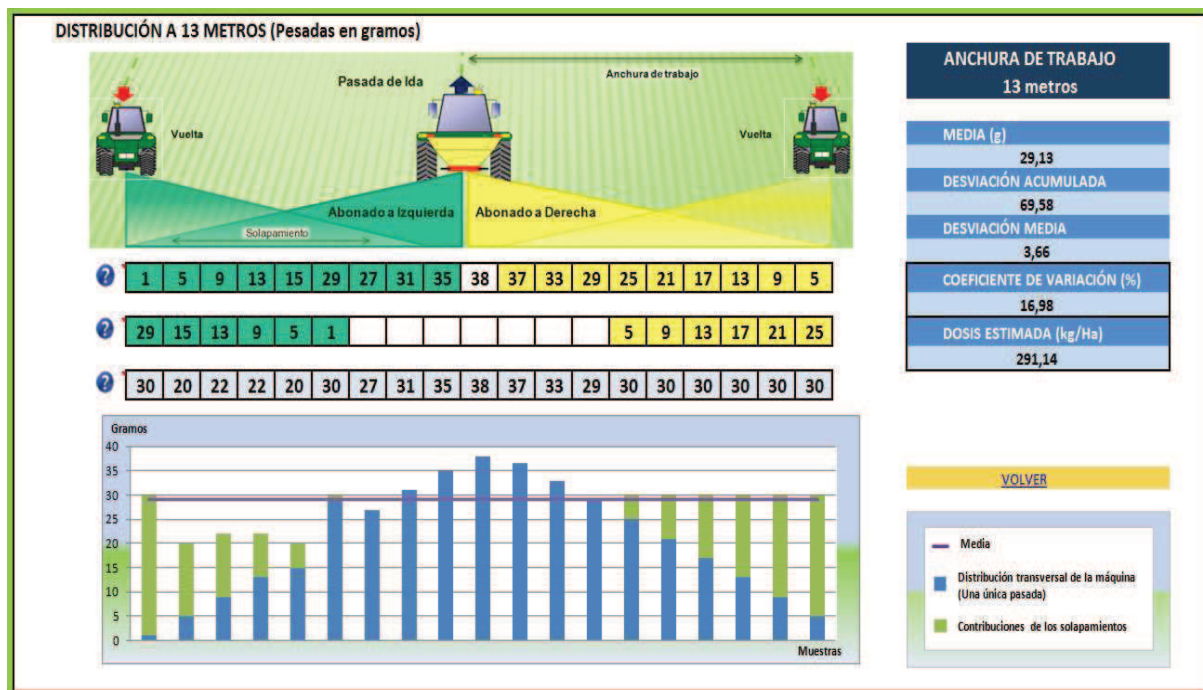 DISTRIBUCIÓN A 13 METROS (Pesadas en gramos)
Pasada de Ida
Anchura de trabajo
Vuelta
Vuelta
Abonado a Izquierda
Abonado a Derecha
Solapamiento
? 1 5 9 13 15 29 27 31 35 38 37 33 29 25 21 17 13 9 5
? 29 15 13 9 5 1 5 9 13 17 21 25
? 30 20 22 22 20 30 27 31 35 38 37 33 29 30 30 30 30 30 30
Gramos
40
35
30
25
20
15
10
5
0
Muestras
ANCHURA DE TRABAJO
13 metros
MEDIA (g)
29,13
DESVIACIÓN ACUMULADA
69,58
DESVIACIÓN MEDIA
3,66
COEFICIENTE DE VARIACIÓN (%)
16,98
DOSIS ESTIMADA (kg/Ha)
291,14
VOLVER
Media
Distribución transversal de la máquina
(Una única pasada)
Contribuciones de los solapamientos